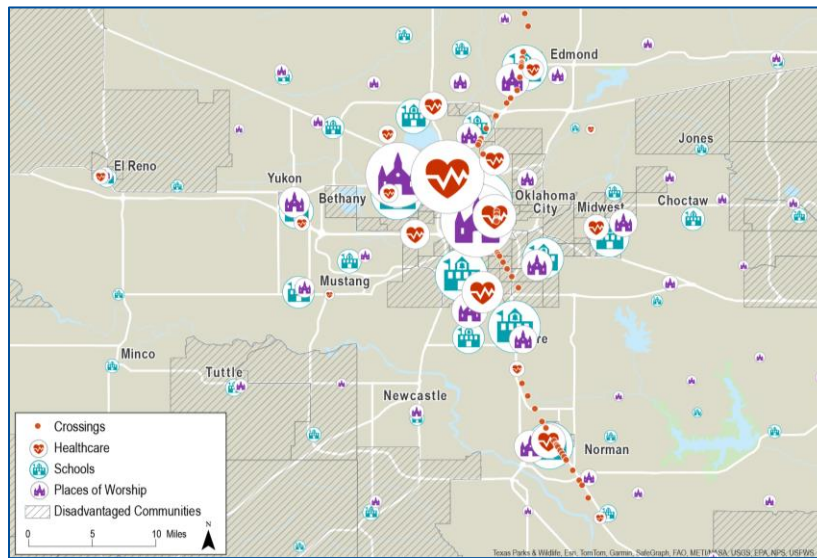 Edmond
Jones
El Reno
Yukon
Bethany
Oklahoma
City
Midwest
Choctaw
Mustang
Minco
Tuttle
Newcastle
Norman
Crossings
Healthcare
Schools
Places of Worship
Disadvantaged Communities
0 5 10 Miles
N
Texas Parks & Wildlife, Esri, TomTom, Garmin, SafeGraph, FAO, METI/NASA, USGS, EPA, NPS, USFWS